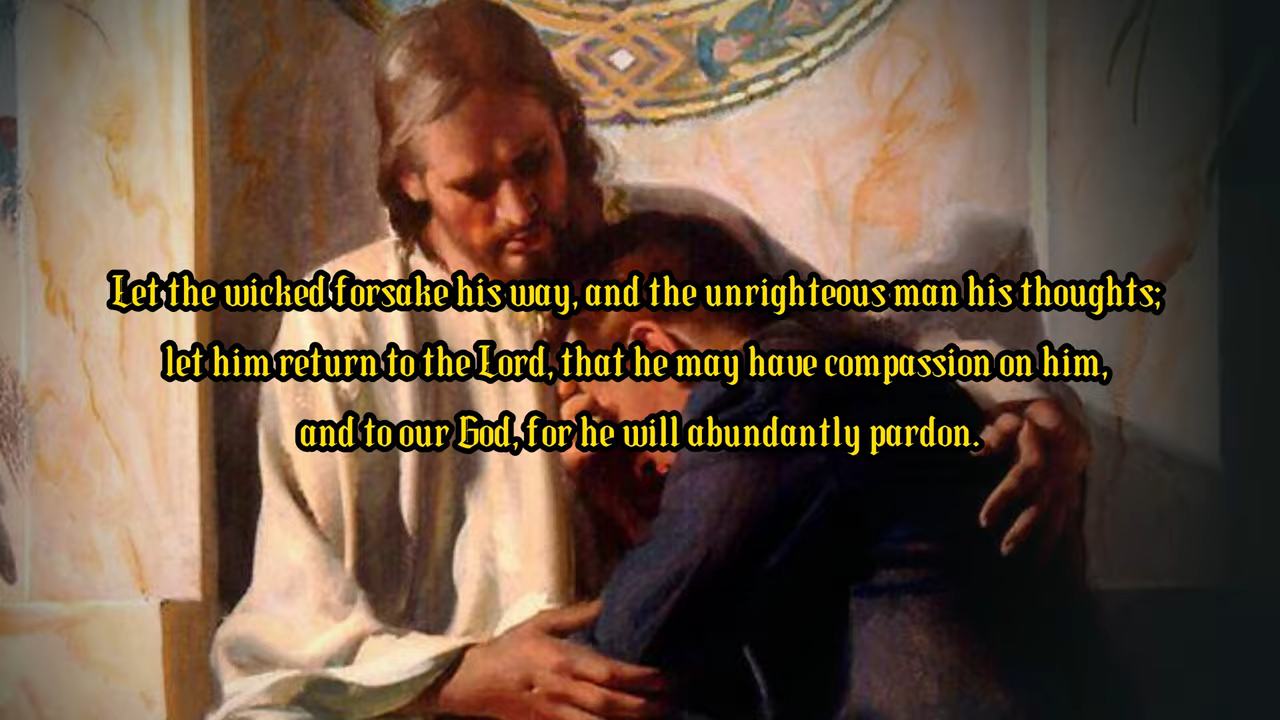 Let the wicked forsake his way, and the unrighteous man his thoughts;
let him return to the Lord, that he may have compassion on him,
and to our God, for he will abundantly pardon.